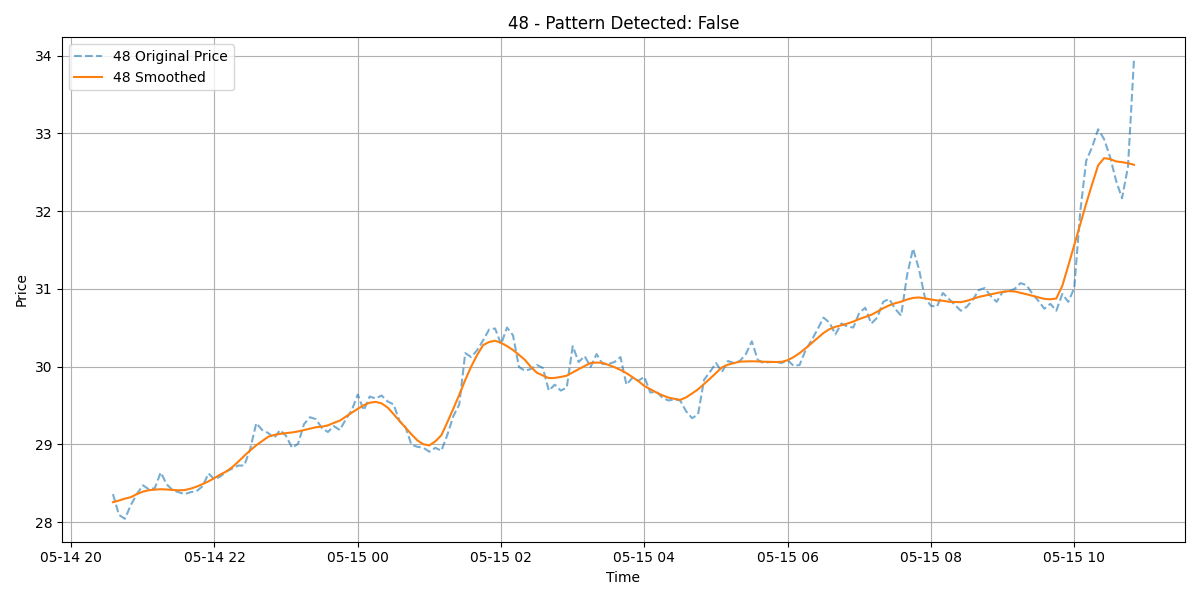 48 - Pattern Detected: False
48 Original Price
48 Smoothed
Price
34
33
32
31
30
29
28
05-14 20 05-14 22 05-15 00 05-15 02 05-15 04 05-15 06 05-15 08 05-15 10
Time